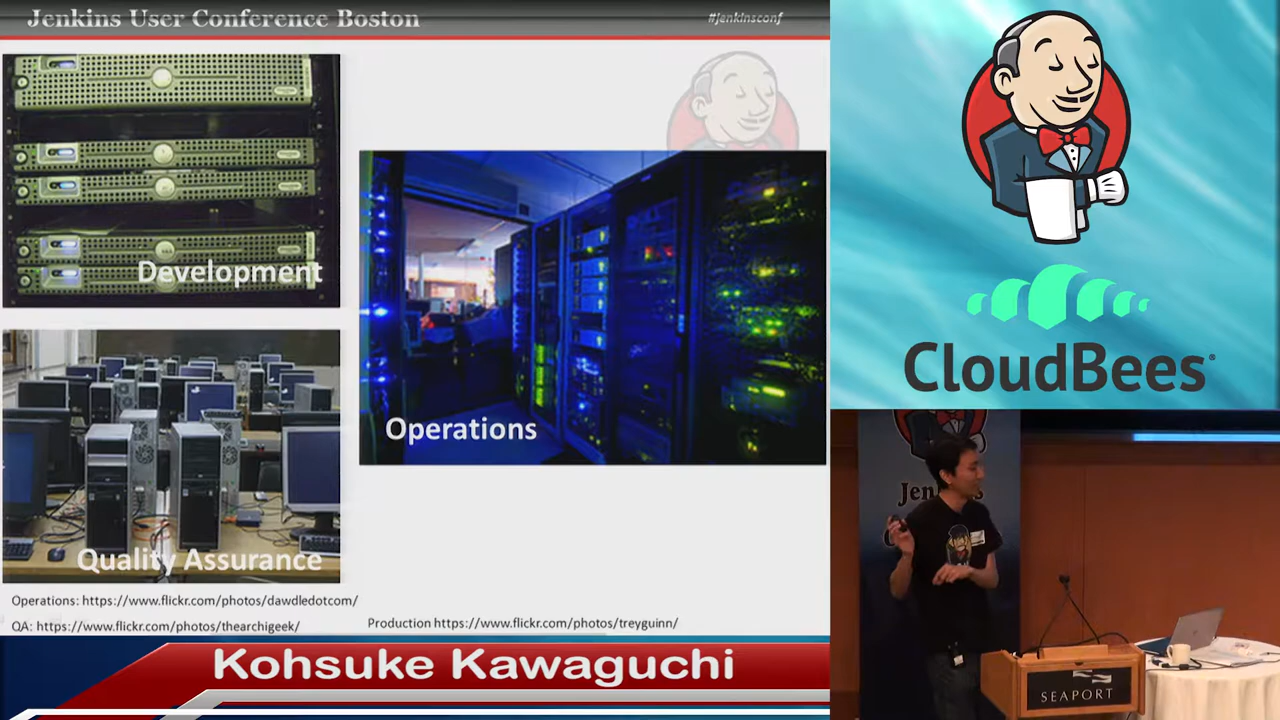 Jenkins User Conference Boston
#jenkinsconf
Development
Operations
Quality Assurance
Operations: https://www.flickr.com/photos/dawdledotcom/
QA: https://www.flickr.com/photos/thearchigeek/
Production https://www.flickr.com/photos/treyguinn/
Kohsuke Kawaguchi
CloudBees®
SEAPORT